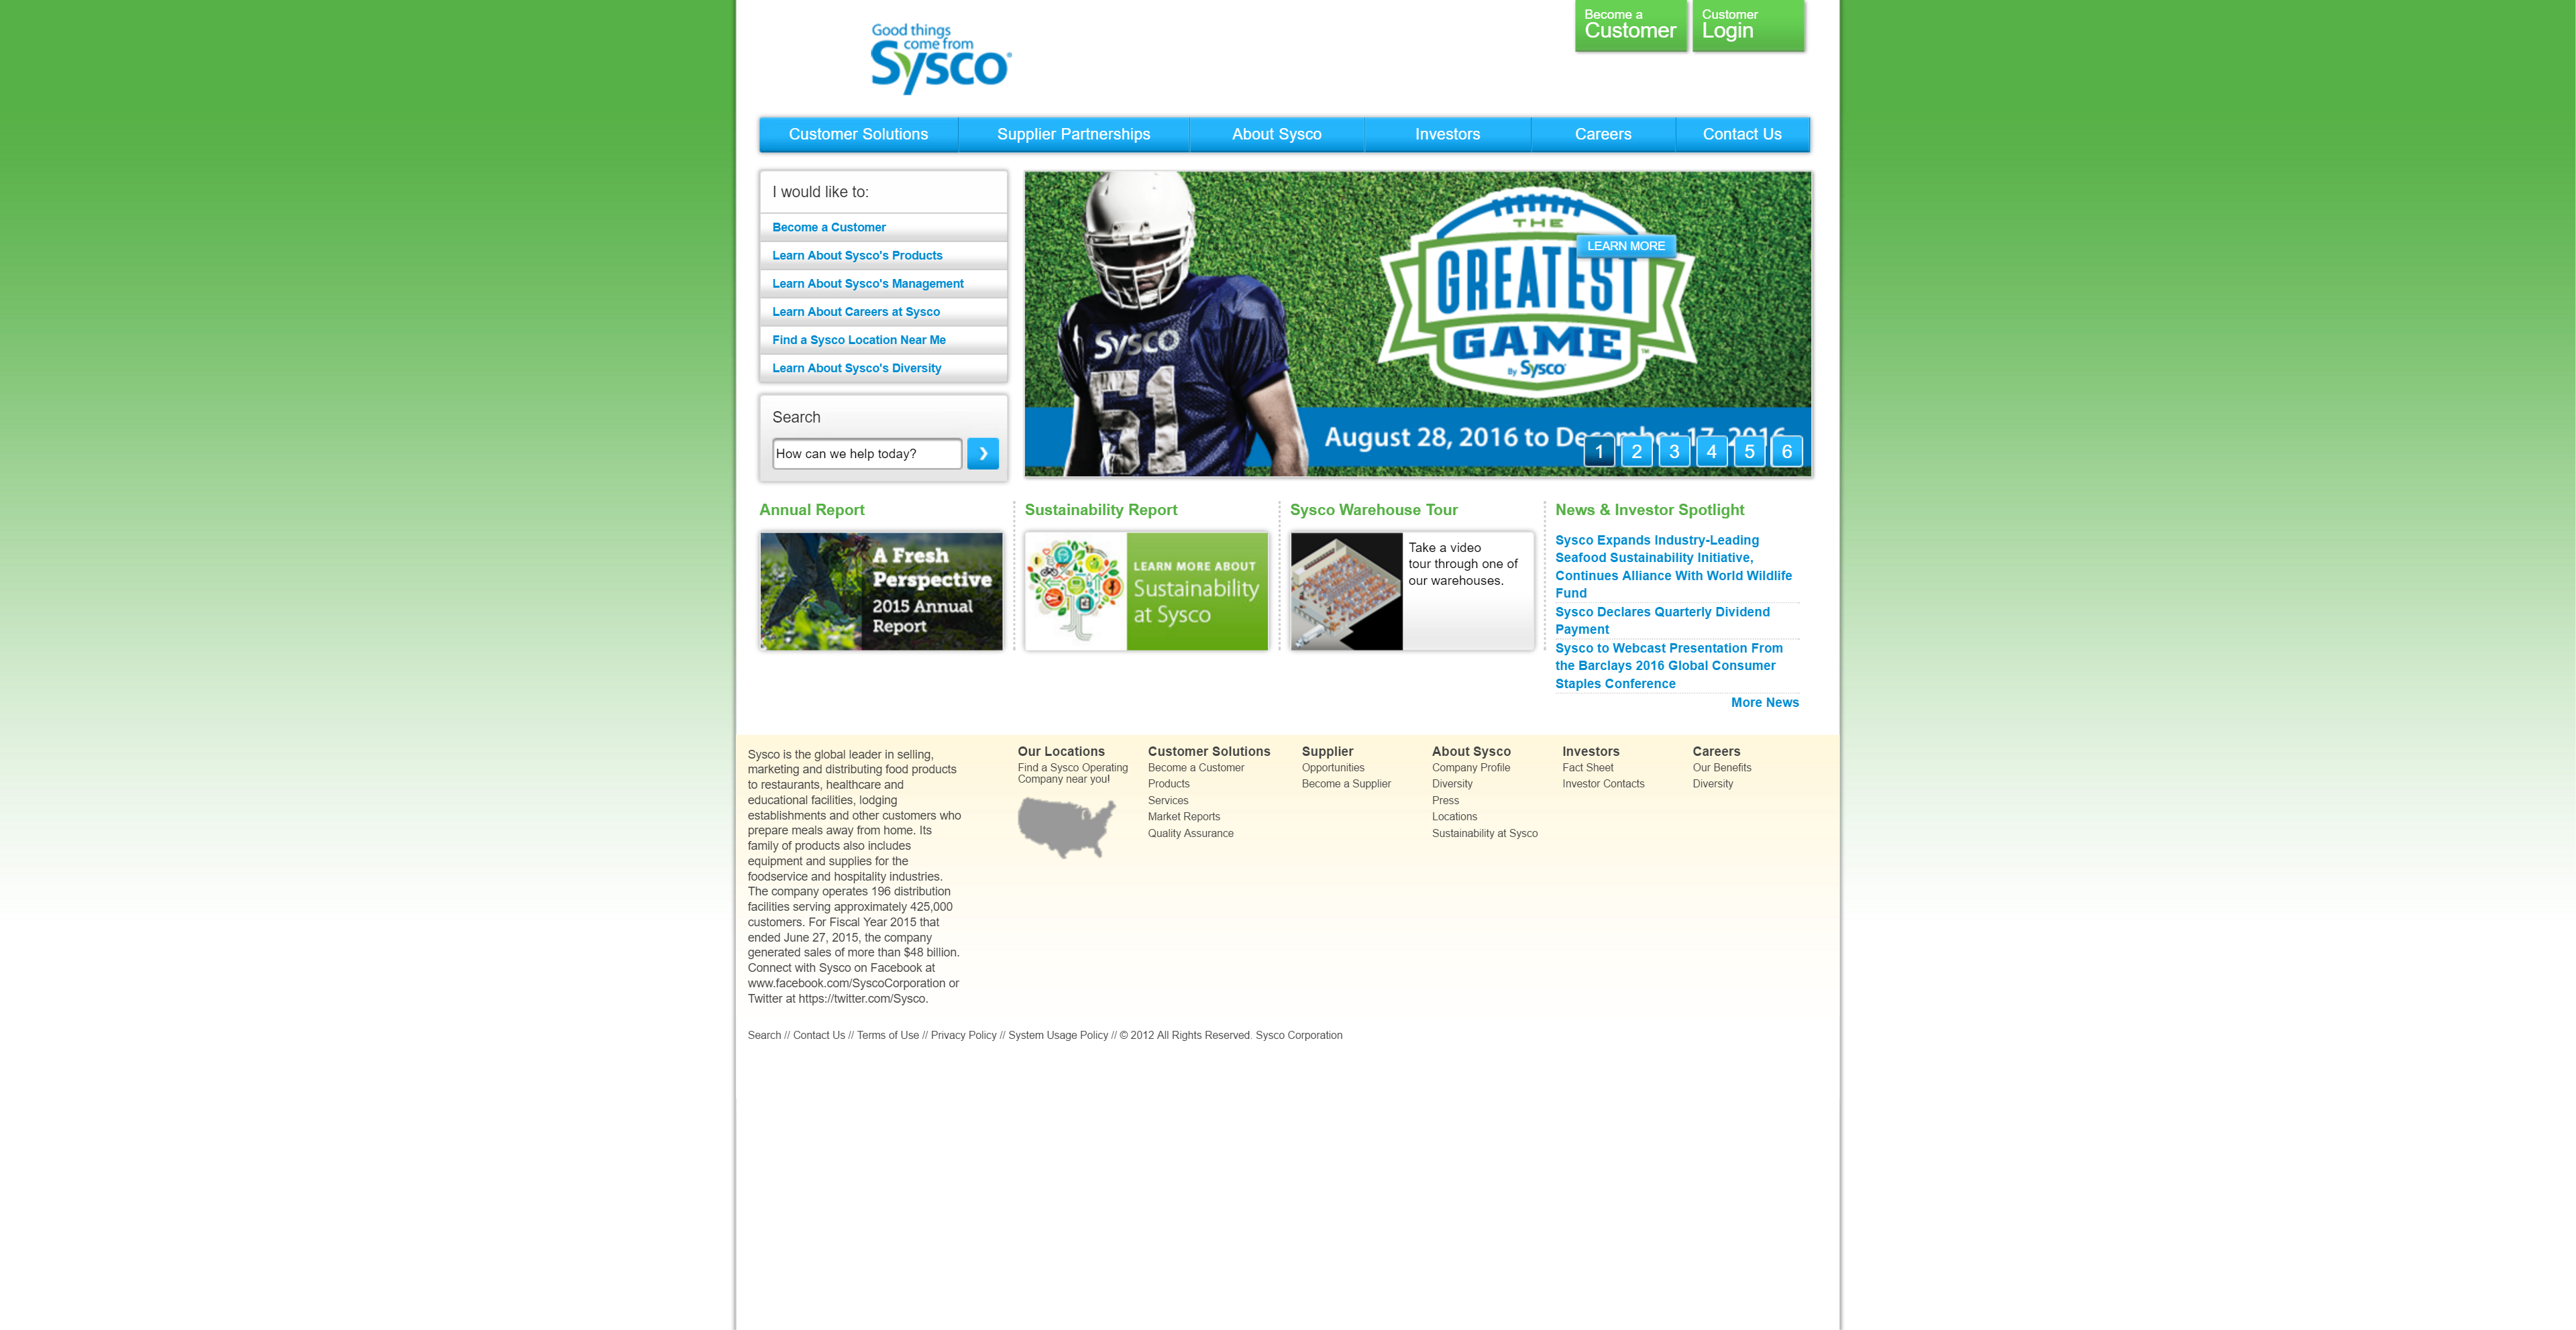 Good things
come from
Sysco®
Become a
Customer
Customer
Login
Customer Solutions
Supplier Partnerships
About Sysco
Investors
Careers
Contact Us
I would like to:
Become a Customer
Learn About Sysco's Products
Learn About Sysco's Management
Learn About Careers at Sysco
Find a Sysco Location Near Me
Learn About Sysco's Diversity
Search
How can we help today?
Sysco
51
THE
LEARN MORE
GREATEST
GAME
By Sysco
August 28, 2016 to December 17, 2016
1 2 3 4 5 6
Annual Report
A Fresh
Perspective
2015 Annual
Report
Sustainability Report
LEARN MORE ABOUT
Sustainability
at Sysco
Sysco Warehouse Tour
Take a video
tour through one of
our warehouses.
News & Investor Spotlight
Sysco Expands Industry-Leading
Seafood Sustainability Initiative,
Continues Alliance With World Wildlife
Fund
Sysco Declares Quarterly Dividend
Payment
Sysco to Webcast Presentation From
the Barclays 2016 Global Consumer
Staples Conference
More News
Sysco is the global leader in selling,
marketing and distributing food products
to restaurants, healthcare and
educational facilities, lodging
establishments and other customers who
prepare meals away from home. Its
family of products also includes
equipment and supplies for the
foodservice and hospitality industries.
The company operates 196 distribution
facilities serving approximately 425,000
customers. For Fiscal Year 2015 that
ended June 27, 2015, the company
generated sales of more than $48 billion.
Connect with Sysco on Facebook at
www.facebook.com/SyscoCorporation or
Twitter at https://twitter.com/Sysco.
Our Locations
Find a Sysco Operating
Company near you!
Customer Solutions
Become a Customer
Products
Services
Market Reports
Quality Assurance
Supplier
Opportunities
Become a Supplier
About Sysco
Company Profile
Diversity
Press
Locations
Sustainability at Sysco
Investors
Fact Sheet
Investor Contacts
Careers
Our Benefits
Diversity
Search // Contact Us // Terms of Use // Privacy Policy // System Usage Policy // © 2012 All Rights Reserved. Sysco Corporation